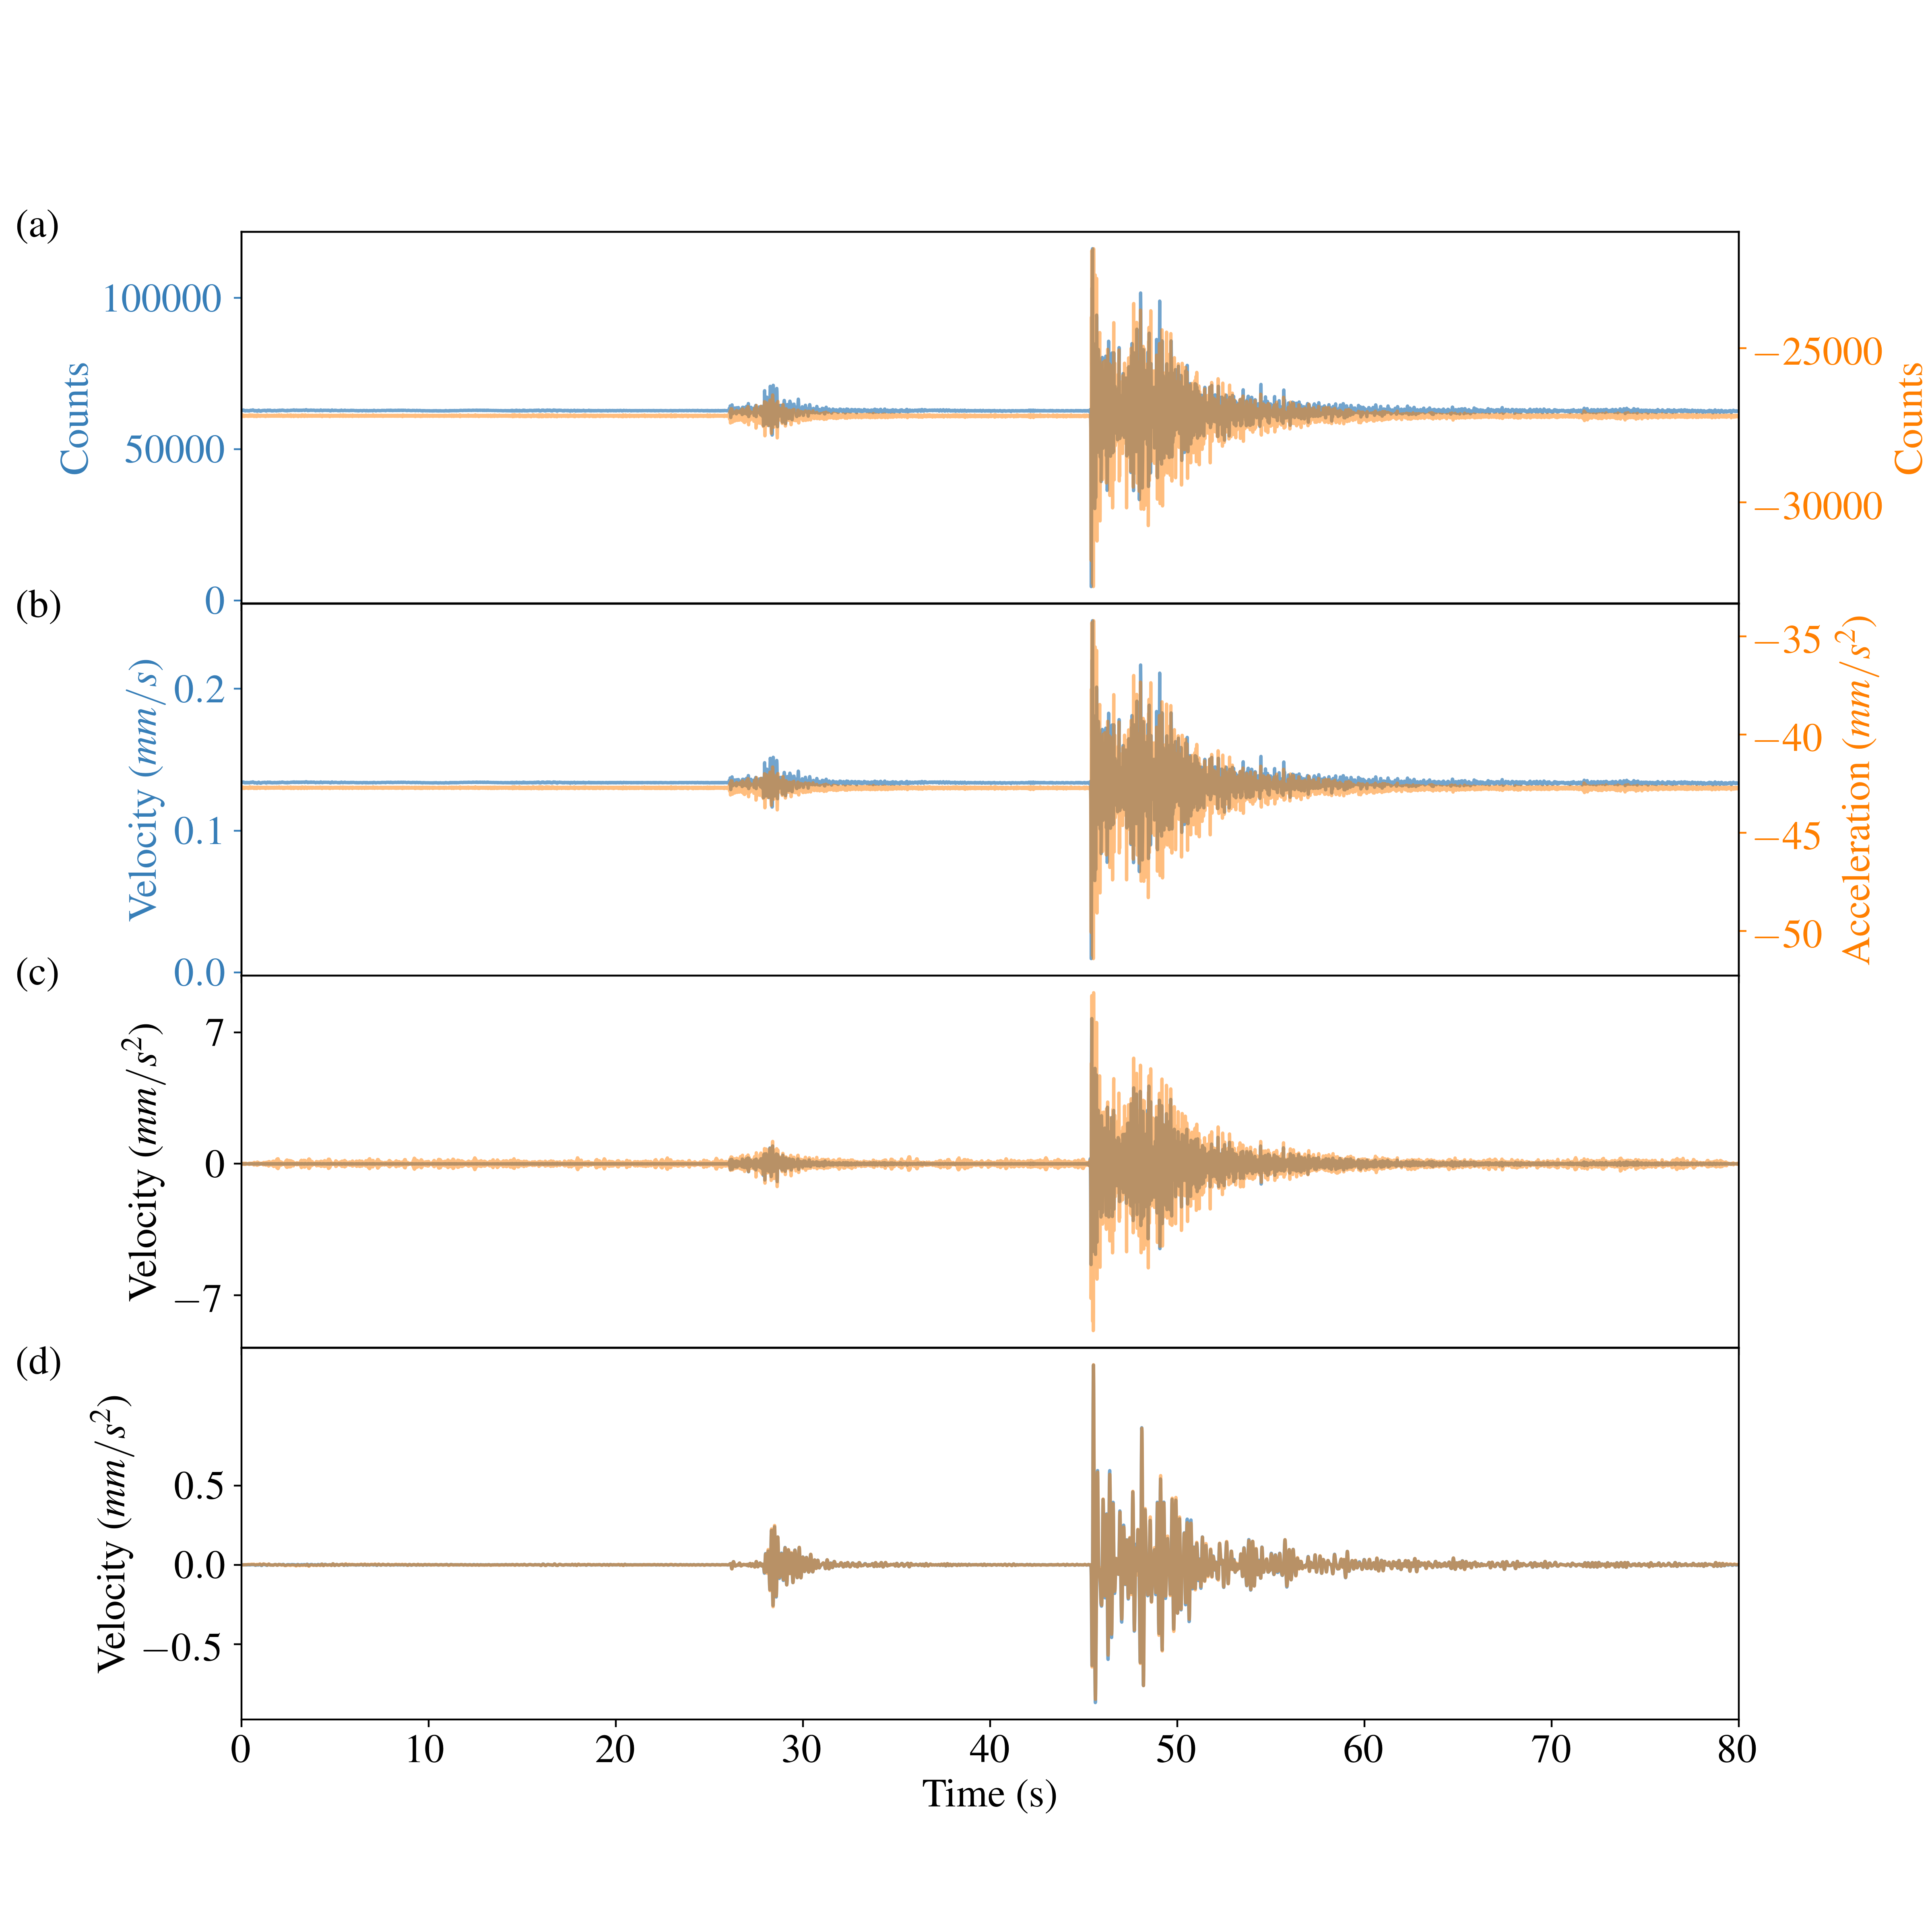 (a)
100000
50000
0
Counts
−25000
−30000
Counts
(b)
0.2
0.1
0.0
Velocity (mm/s)
−35
−40
−45
−50
Acceleration (mm/s²)
(c)
7
0
−7
Velocity (mm/s²)
(d)
0.5
0.0
−0.5
Velocity (mm/s²)
0 10 20 30 40 50 60 70 80
Time (s)